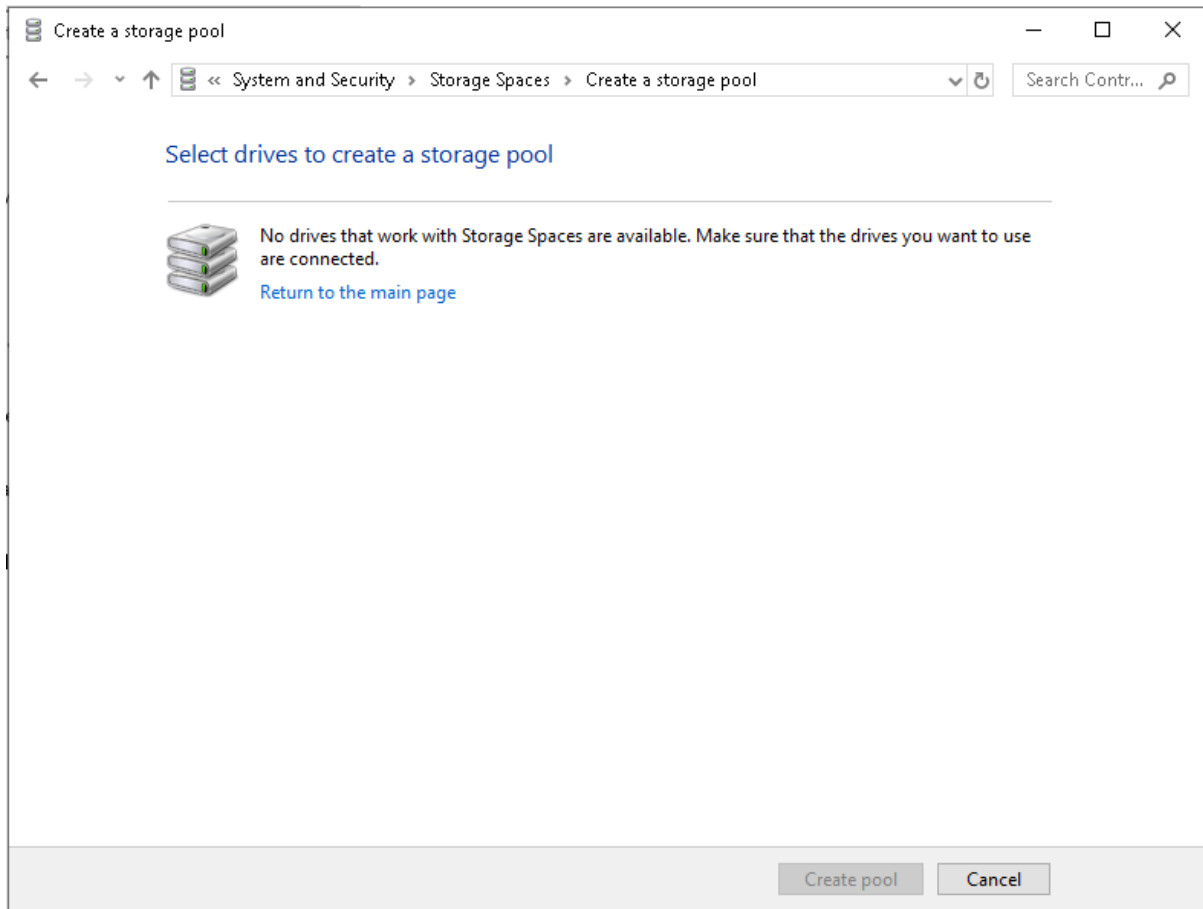 Create a storage pool
« System and Security > Storage Spaces > Create a storage pool
Search Contr...
Select drives to create a storage pool
No drives that work with Storage Spaces are available. Make sure that the drives you want to use
are connected.
Return to the main page
Create pool
Cancel